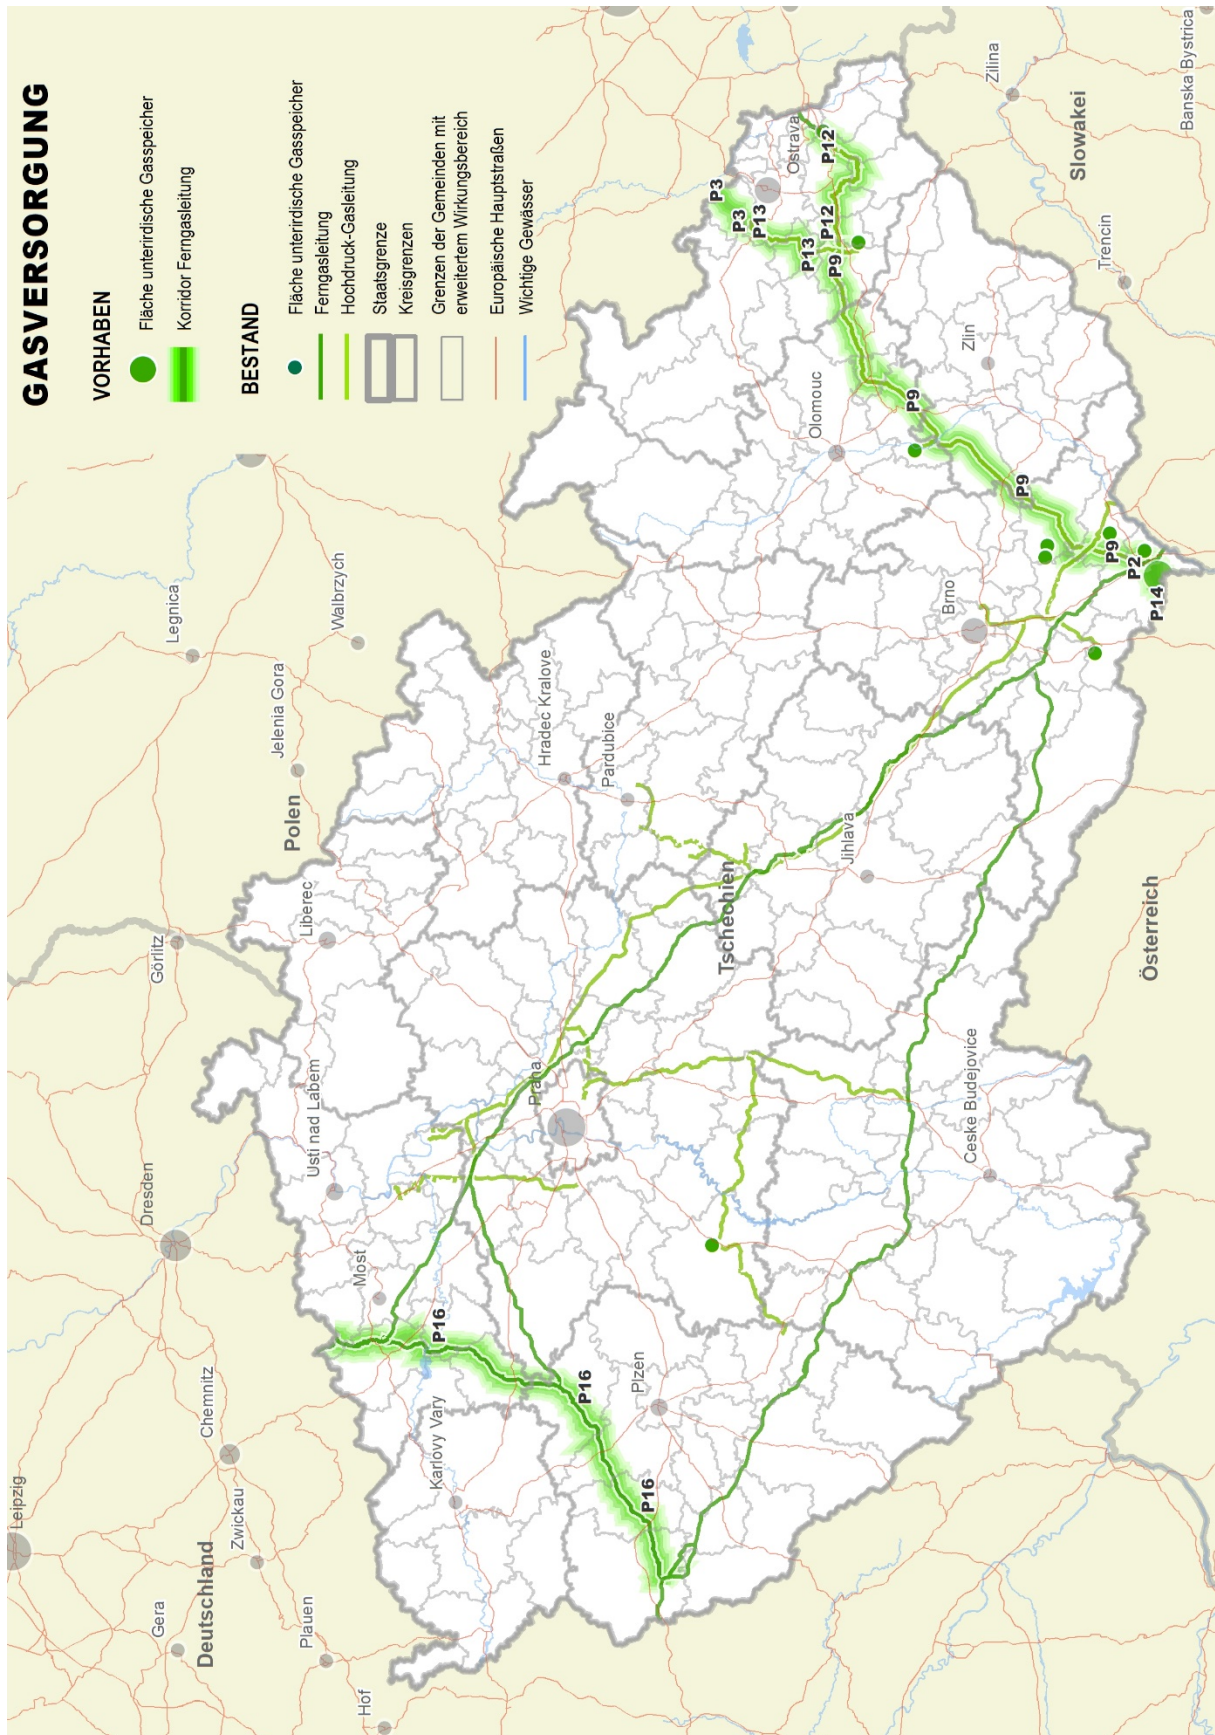 GASVERSORGUNG
VORHABEN
Fläche unterirdische Gasspeicher
Korridor Ferngasleitung
BESTAND
Fläche unterirdische Gasspeicher
Ferngasleitung
Hochdruck-Gasleitung
Staatsgrenze
Kreisgrenzen
Grenzen der Gemeinden mit
erweitertem Wirkungsbereich
Europäische Hauptstraßen
Wichtige Gewässer
Leipzig
Gera
Deutschland
Zwickau
Chemnitz
Plauen
Hof
Dresden
Görlitz
Polen
Jelenia Gora
Legnica
Walbrzych
Liberec
Usti nad Labem
Most
Karlovy Vary
Plzen
Praha
Hradec Kralove
Pardubice
Tschechien
Jihlava
Ceske Budejovice
Österreich
Brno
Olomouc
Zlin
Ostrava
Zilina
Slowakei
Banska Bystrica
Trencin
P16
P16
P16
P3
P3
P13
P13
P12
P12
P9
P9
P9
P9
P2
P14